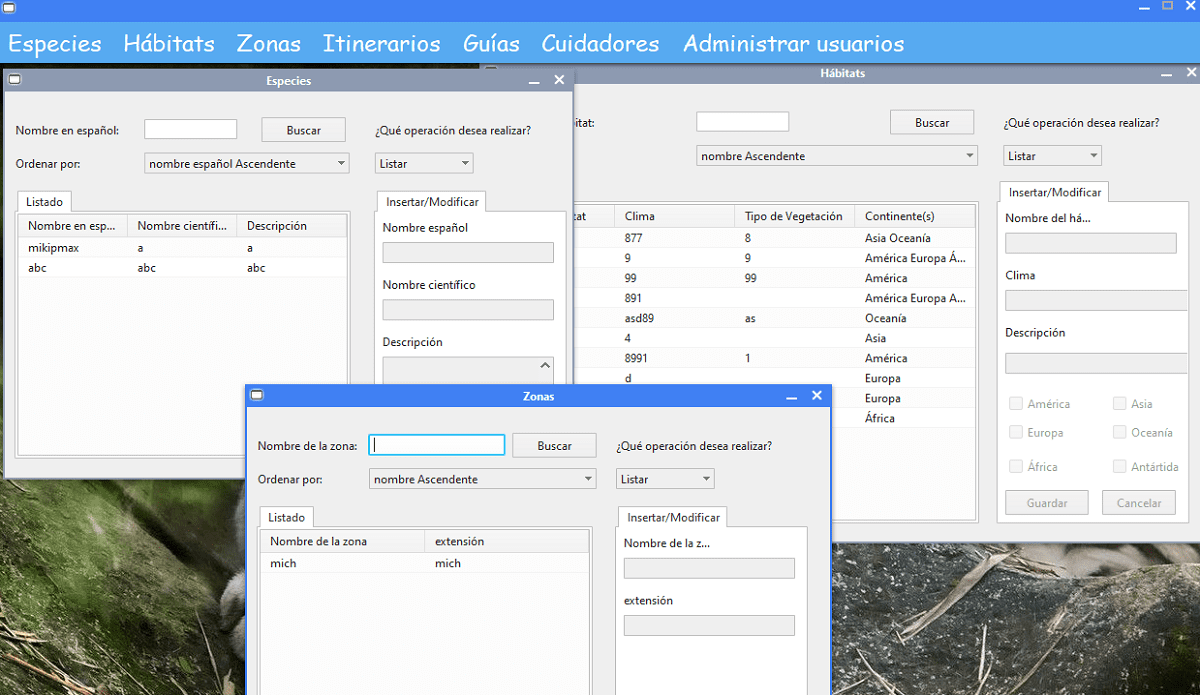 Especies Hábitats Zonas Itinerarios Guías Cuidadores Administrar usuarios
Especies
Nombre en español: Buscar ¿Qué operación desea realizar?
Ordenar por: nombre español Ascendente Listar
Listado
Nombre en esp... Nombre científi... Descripción
mikipmax a a
abc abc abc
Insertar/Modificar
Nombre español
Nombre científico
Descripción
Hábitats
Buscar ¿Qué operación desea realizar?
nombre Ascendente Listar
Clima Tipo de Vegetación Continente(s)
877 8 Asia Oceanía
9 9 América Europa Á...
99 99 América
891 América Europa A...
asd89 as Oceanía
4 Asia
8991 1 América
d Europa
Europa
África
Insertar/Modificar
Nombre del há...
Clima
Descripción
América Asia
Europa Oceanía
África Antártida
Guardar Cancelar
Zonas
Nombre de la zona: Buscar ¿Qué operación desea realizar?
Ordenar por: nombre Ascendente Listar
Listado
Nombre de la zona extensión
mich mich
Insertar/Modificar
Nombre de la z...
extensión